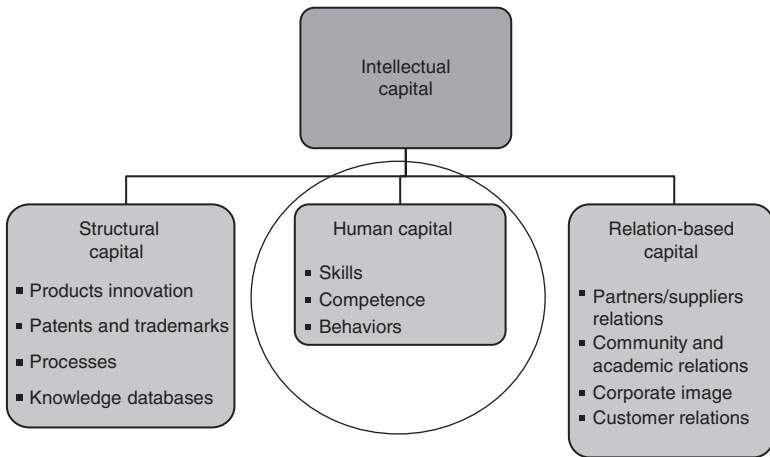 Intellectual
capital
Structural
capital
▪ Products innovation
▪ Patents and trademarks
▪ Processes
▪ Knowledge databases
Human capital
▪ Skills
▪ Competence
▪ Behaviors
Relation-based
capital
▪ Partners/suppliers
relations
▪ Community and
academic relations
▪ Corporate image
▪ Customer relations